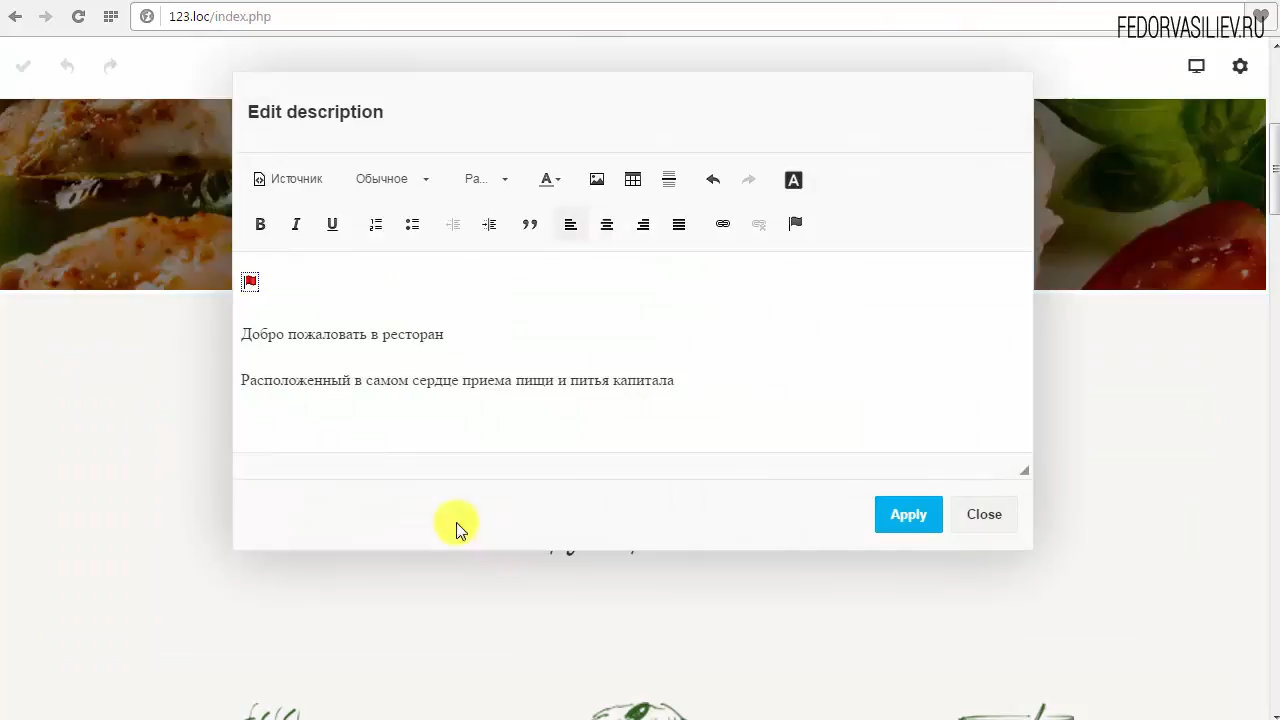 123.loc/index.php
FEDORVASILIEV.RU
Edit description
Источник Обычное Ра...
A A
B I U
Добро пожаловать в ресторан
Расположенный в самом сердце приема пищи и питья капитала
Apply Close